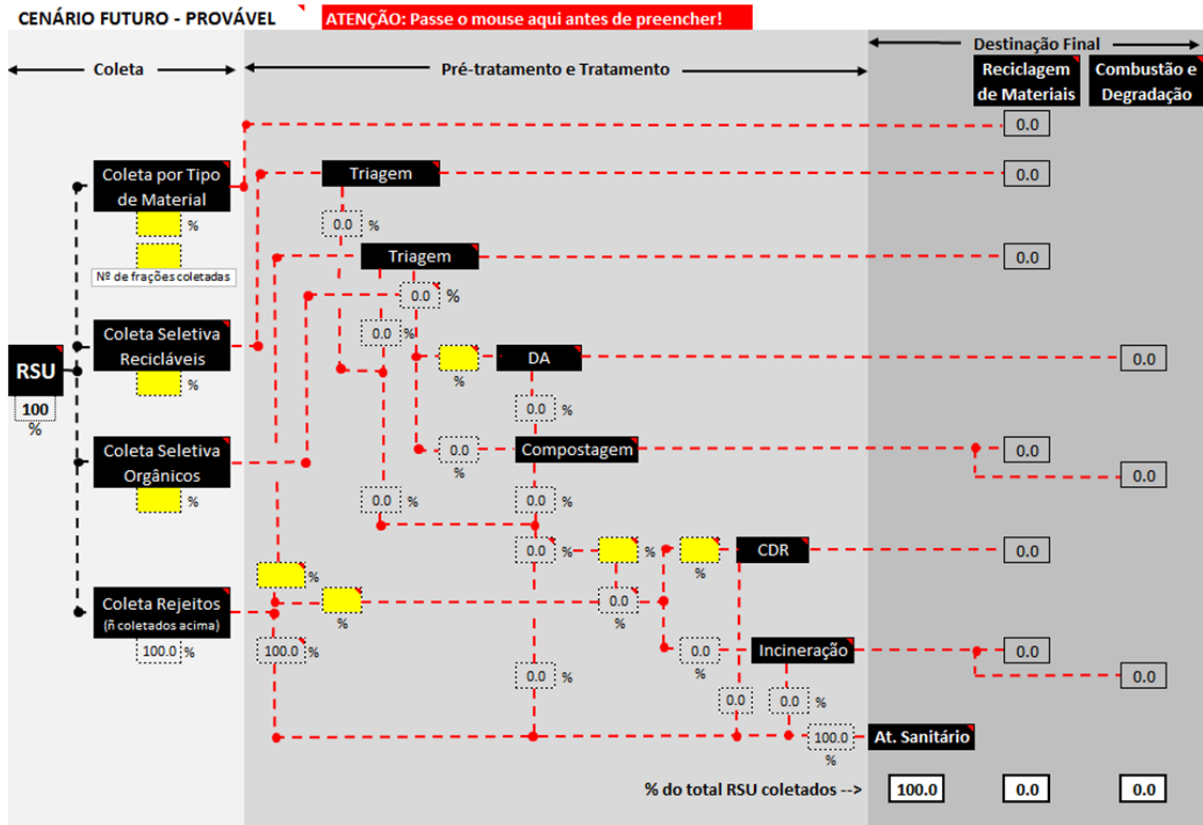 CENÁRIO FUTURO - PROVÁVEL
ATENÇÃO: Passe o mouse aqui antes de preencher!
Destinação Final
Coleta
Pré-tratamento e Tratamento
Reciclagem
de Materiais
Combustão e
Degradação
0.0
Coleta por Tipo
de Material
Triagem
0.0
%
0.0 %
Triagem
0.0
Nº de frações coletadas
0.0 %
Coleta Seletiva
Recicláveis
0.0 %
RSU
DA
0.0
%
%
100
%
0.0 %
Coleta Seletiva
Orgânicos
0.0
%
Compostagem
0.0
0.0
%
0.0 %
0.0 %
0.0 %
%
%
CDR
0.0
%
Coleta Rejeitos
(ñ coletados acima)
%
0.0
%
100.0 %
100.0 %
0.0
%
Incineração
0.0
0.0 %
0.0
0.0
0.0 %
100.0
%
At. Sanitário
% do total RSU coletados -->
100.0
0.0
0.0